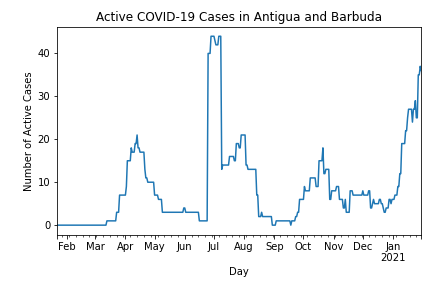 Active COVID-19 Cases in Antigua and Barbuda
Number of Active Cases
40
30
20
10
0
Feb Mar Apr May Jun Jul Aug Sep Oct Nov Dec Jan
2021
Day